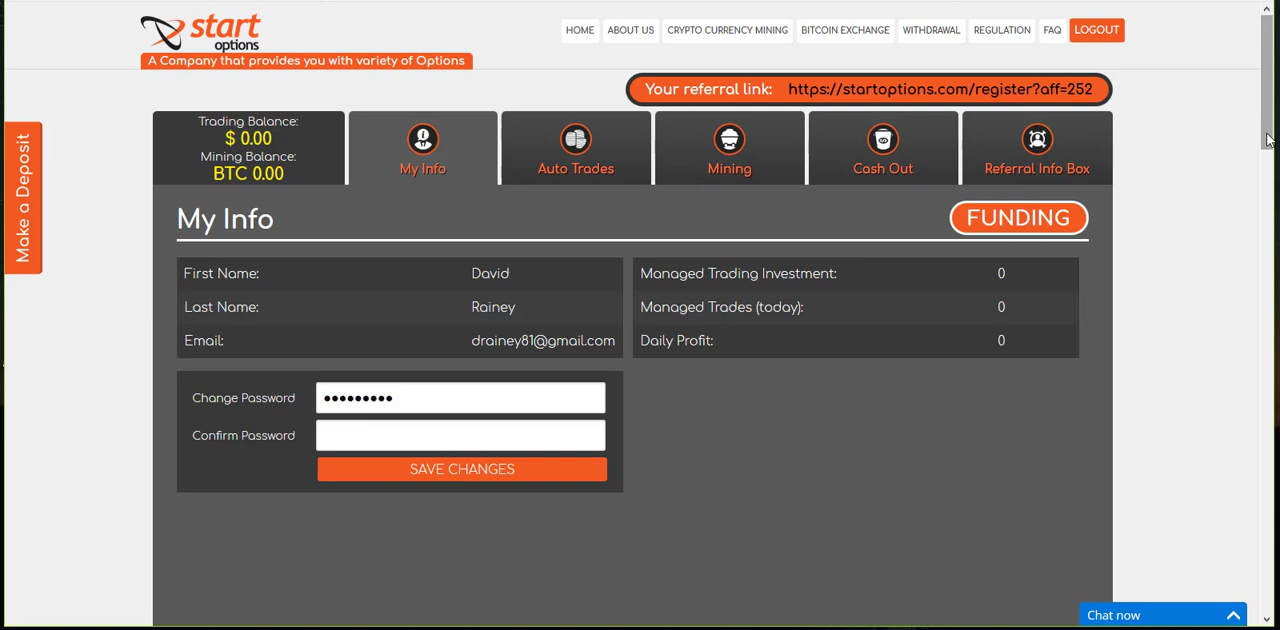 start
options
A Company that provides you with variety of Options
HOME ABOUT US CRYPTO CURRENCY MINING BITCOIN EXCHANGE WITHDRAWAL REGULATION FAQ LOGOUT
Your referral link: https://startoptions.com/register?aff=252
Make a Deposit
Trading Balance:
$ 0.00
Mining Balance:
BTC 0.00
My Info Auto Trades Mining Cash Out Referral Info Box
My Info FUNDING
First Name: David Managed Trading Investment: 0
Last Name: Rainey Managed Trades (today): 0
Email: drainey81@gmail.com Daily Profit: 0
Change Password •••••••••
Confirm Password
SAVE CHANGES
Chat now